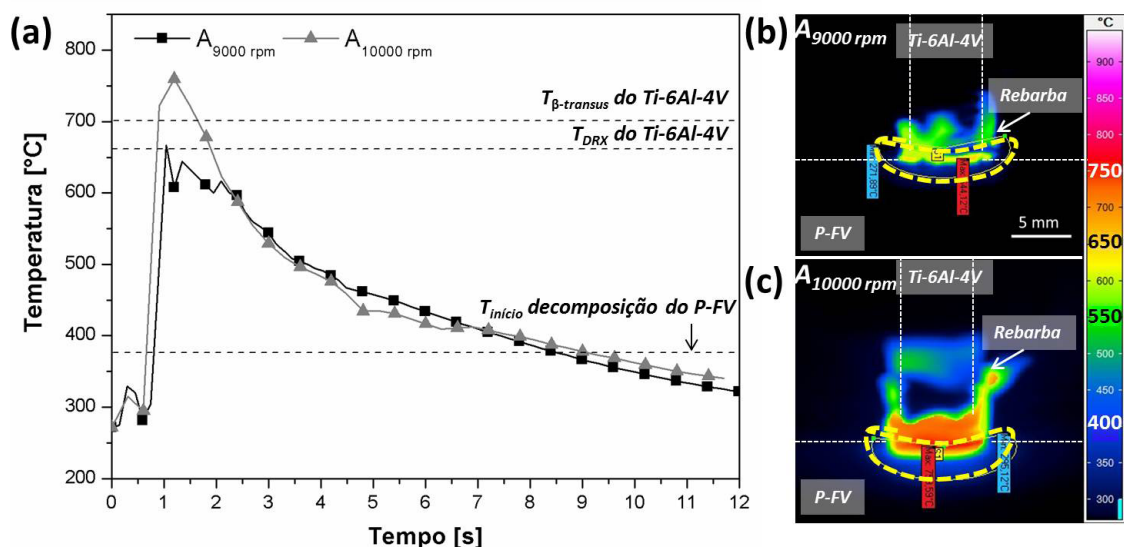 (a)
850
800
700
600
500
400
300
200
Temperatura [°C]
0 1 2 3 4 5 6 7 8 9 10 11 12
Tempo [s]
A9000 rpm
A10000 rpm
Tβ-transus do Ti-6Al-4V
TDRX do Ti-6Al-4V
Tinício decomposição do P-FV
(b)
A9000 rpm
Ti-6Al-4V
Rebarba
P-FV
5 mm
(c)
A10000 rpm
Ti-6Al-4V
Rebarba
P-FV
°C
900
850
800
750
700
650
600
550
500
450
400
350
300